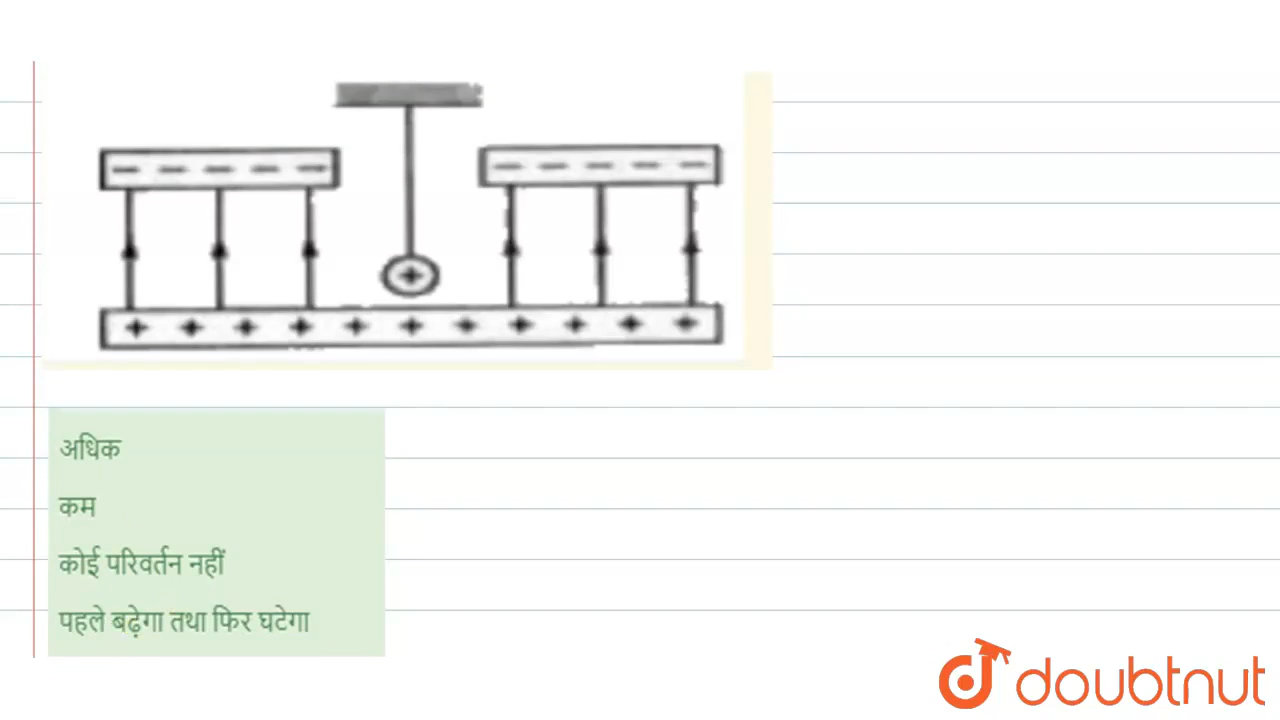 अधिक
कम
कोई परिवर्तन नहीं
पहले बढ़ेगा तथा फिर घटेगा
doubtnut